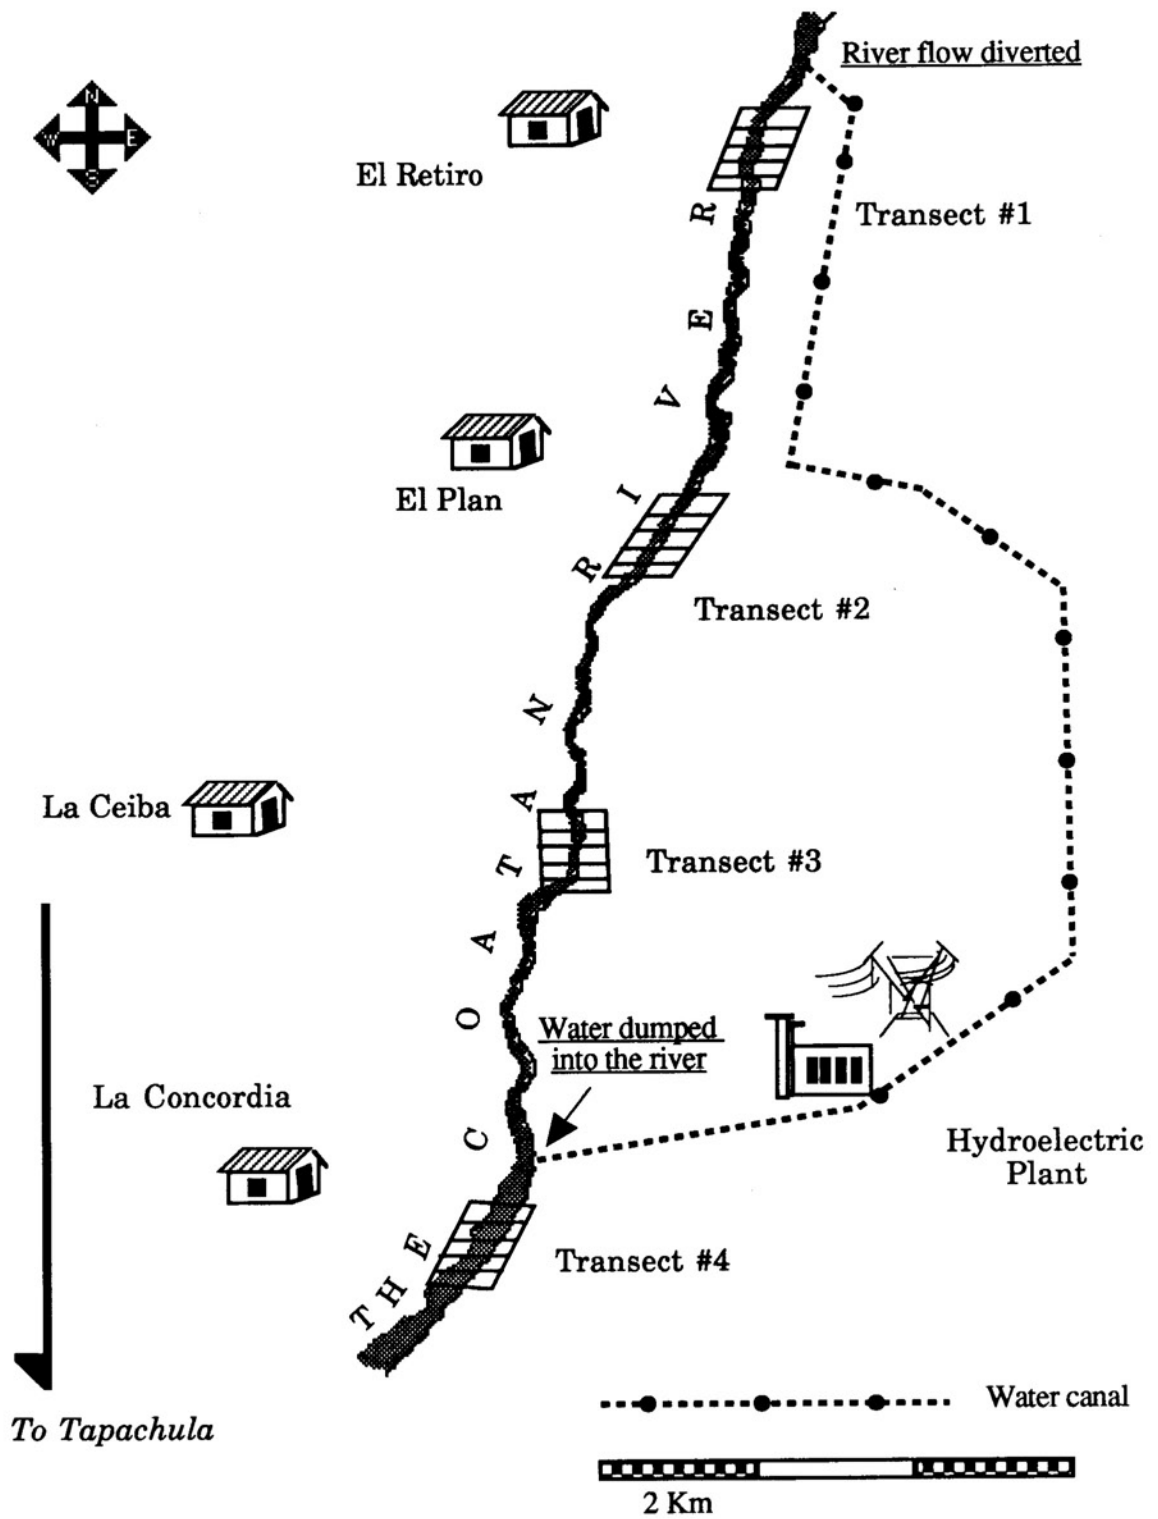 River flow diverted
N
W E
S
El Retiro
Transect #1
El Plan
Transect #2
La Ceiba
Transect #3
THE COATAN RIVER
Water dumped
into the river
La Concordia
Hydroelectric
Plant
Transect #4
To Tapachula
Water canal
2 Km